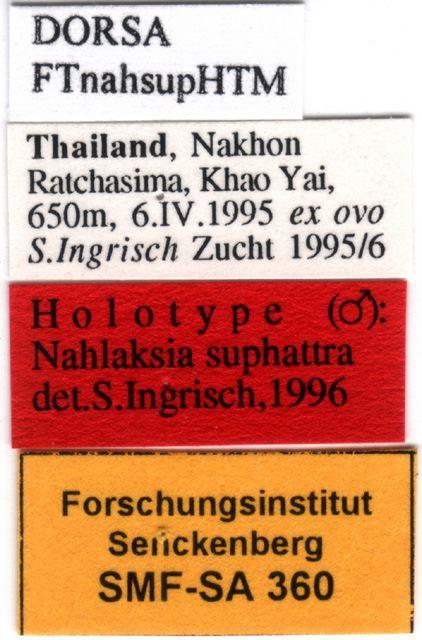 DORSA
FTnahsupHTM
Thailand, Nakhon
Ratchasima, Khao Yai,
650m, 6.IV.1995 ex ovo
S.Ingrisch Zucht 1995/6
Holotype (♂):
Nahlaksia suphattra
det.S.Ingrisch,1996
Forschungsinstitut
Senckenberg
SMF-SA 360